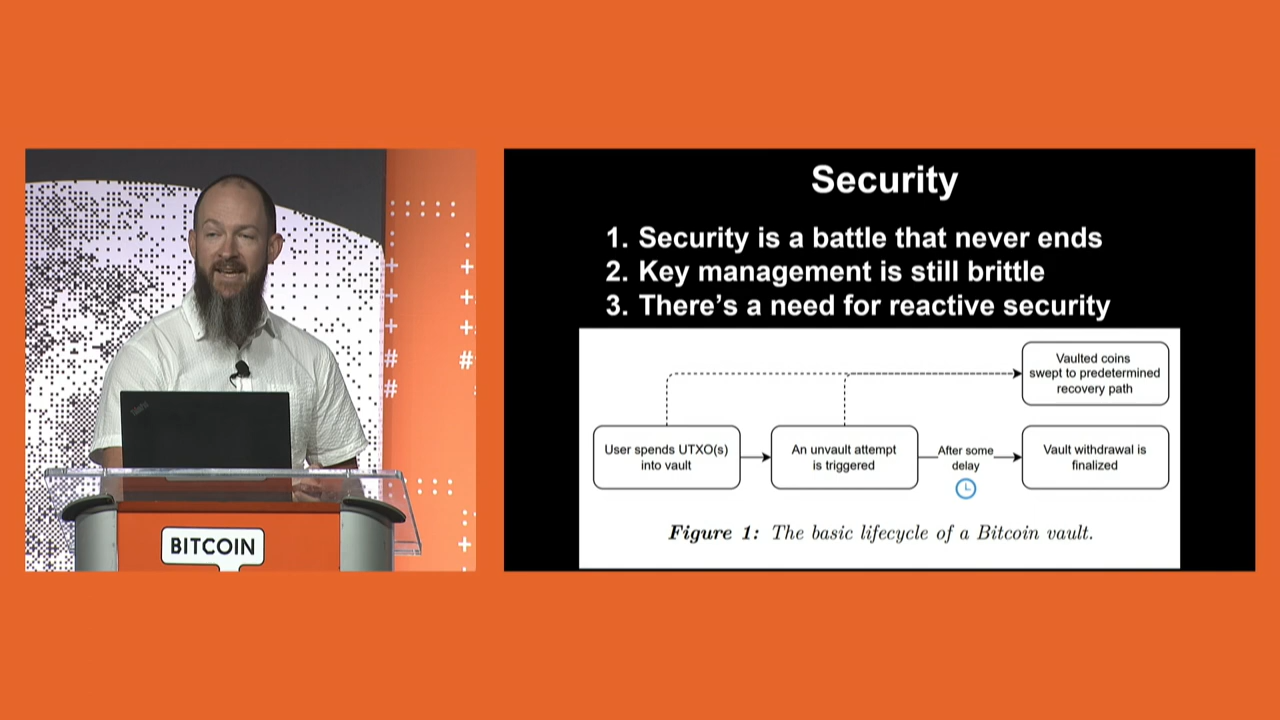 Security
1. Security is a battle that never ends
2. Key management is still brittle
3. There's a need for reactive security
Vaulted coins
swept to predetermined
recovery path
User spends UTXO(s)
into vault
An unvault attempt
is triggered
After some
delay
Vault withdrawal is
finalized
Figure 1: The basic lifecycle of a Bitcoin vault.
BITCOIN